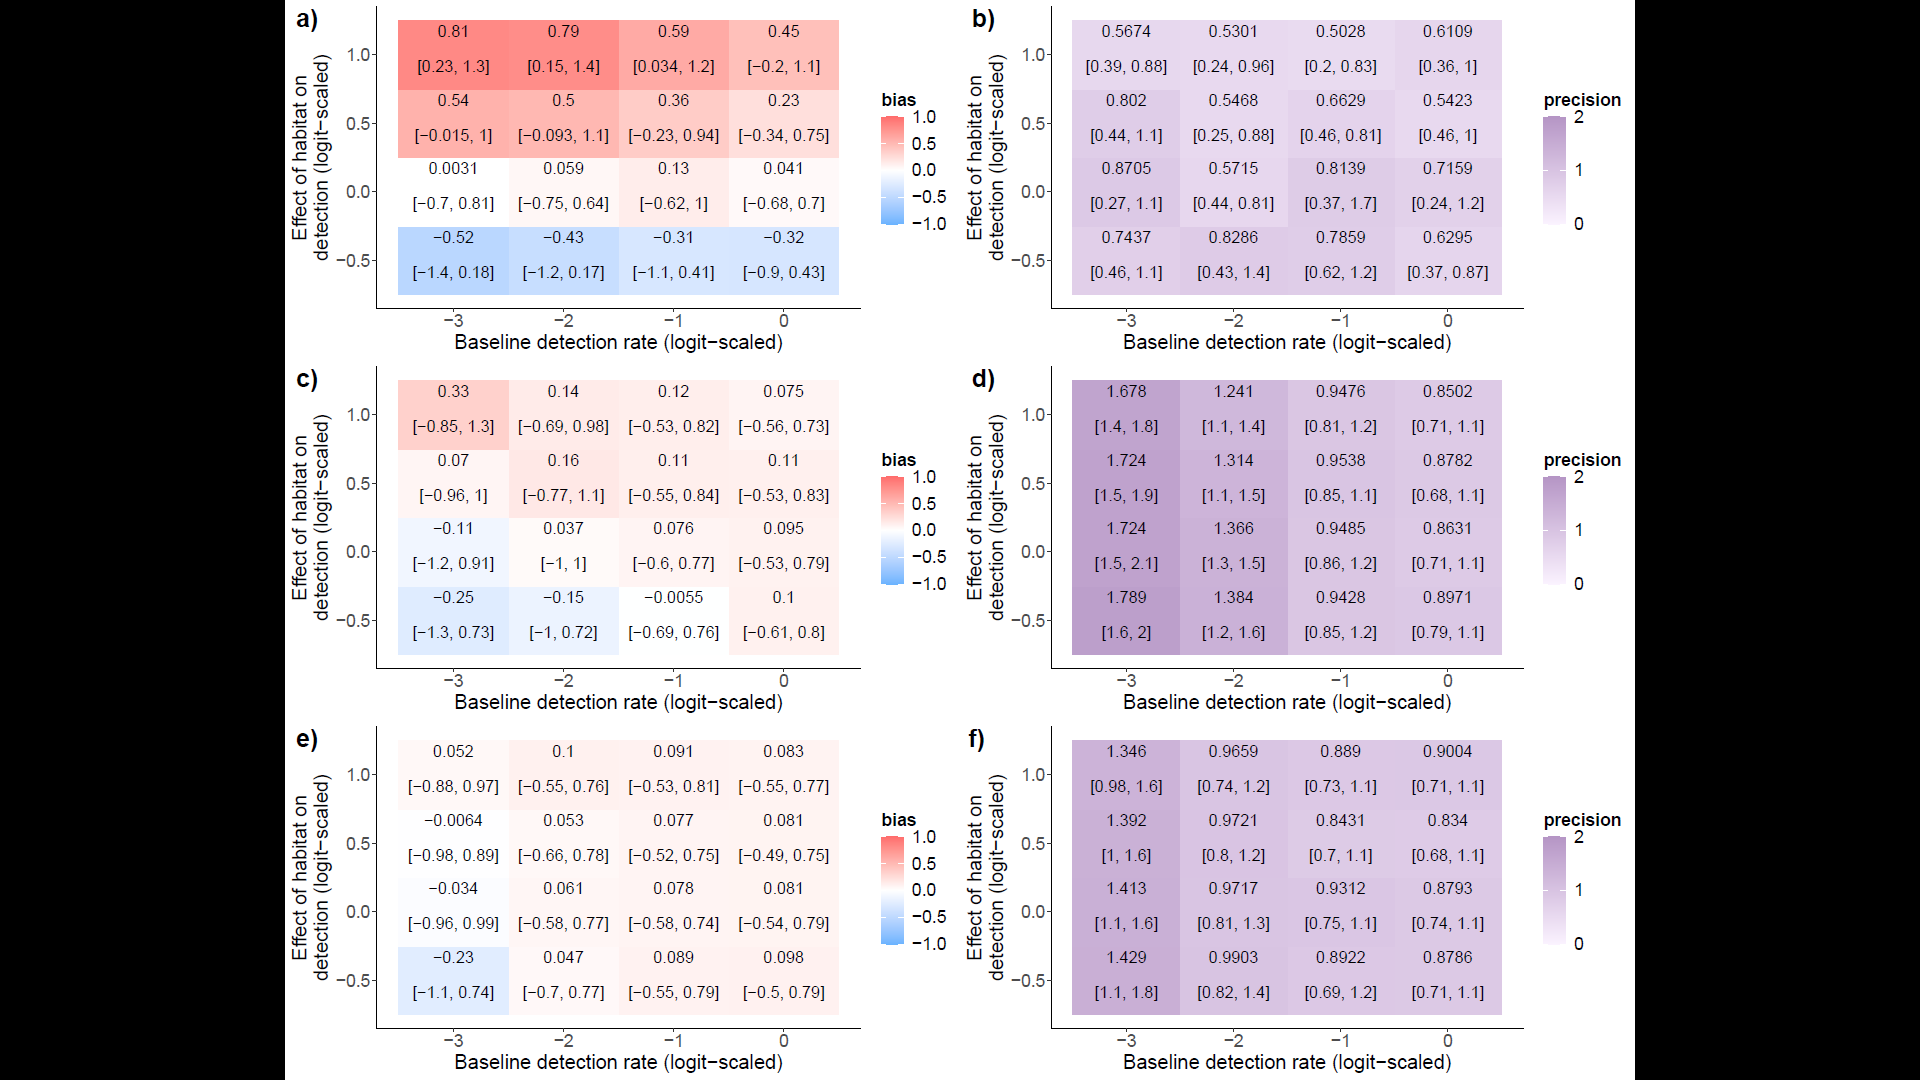 a)
Effect of habitat on
detection (logit−scaled)
1.0
0.5
0.0
−0.5
0.81 0.79 0.59 0.45
[0.23, 1.3] [0.15, 1.4] [0.034, 1.2] [−0.2, 1.1]
0.54 0.5 0.36 0.23
[−0.015, 1] [−0.093, 1.1] [−0.23, 0.94] [−0.34, 0.75]
0.0031 0.059 0.13 0.041
[−0.7, 0.81] [−0.75, 0.64] [−0.62, 1] [−0.68, 0.7]
−0.52 −0.43 −0.31 −0.32
[−1.4, 0.18] [−1.2, 0.17] [−1.1, 0.41] [−0.9, 0.43]
−3 −2 −1 0
Baseline detection rate (logit−scaled)
bias
1.0
0.5
0.0
−0.5
−1.0
b)
Effect of habitat on
detection (logit−scaled)
1.0
0.5
0.0
−0.5
0.5674 0.5301 0.5028 0.6109
[0.39, 0.88] [0.24, 0.96] [0.2, 0.83] [0.36, 1]
0.802 0.5468 0.6629 0.5423
[0.44, 1.1] [0.25, 0.88] [0.46, 0.81] [0.46, 1]
0.8705 0.5715 0.8139 0.7159
[0.27, 1.1] [0.44, 0.81] [0.37, 1.7] [0.24, 1.2]
0.7437 0.8286 0.7859 0.6295
[0.46, 1.1] [0.43, 1.4] [0.62, 1.2] [0.37, 0.87]
−3 −2 −1 0
Baseline detection rate (logit−scaled)
precision
2
1
0
c)
Effect of habitat on
detection (logit−scaled)
1.0
0.5
0.0
−0.5
0.33 0.14 0.12 0.075
[−0.85, 1.3] [−0.69, 0.98] [−0.53, 0.82] [−0.56, 0.73]
0.07 0.16 0.11 0.11
[−0.96, 1] [−0.77, 1.1] [−0.55, 0.84] [−0.53, 0.83]
−0.11 0.037 0.076 0.095
[−1.2, 0.91] [−1, 1] [−0.6, 0.77] [−0.53, 0.79]
−0.25 −0.15 −0.0055 0.1
[−1.3, 0.73] [−1, 0.72] [−0.69, 0.76] [−0.61, 0.8]
−3 −2 −1 0
Baseline detection rate (logit−scaled)
bias
1.0
0.5
0.0
−0.5
−1.0
d)
Effect of habitat on
detection (logit−scaled)
1.0
0.5
0.0
−0.5
1.678 1.241 0.9476 0.8502
[1.4, 1.8] [1.1, 1.4] [0.81, 1.2] [0.71, 1.1]
1.724 1.314 0.9538 0.8782
[1.5, 1.9] [1.1, 1.5] [0.85, 1.1] [0.68, 1.1]
1.724 1.366 0.9485 0.8631
[1.5, 2.1] [1.3, 1.5] [0.86, 1.2] [0.71, 1.1]
1.789 1.384 0.9428 0.8971
[1.6, 2] [1.2, 1.6] [0.85, 1.2] [0.79, 1.1]
−3 −2 −1 0
Baseline detection rate (logit−scaled)
precision
2
1
0
e)
Effect of habitat on
detection (logit−scaled)
1.0
0.5
0.0
−0.5
0.052 0.1 0.091 0.083
[−0.88, 0.97] [−0.55, 0.76] [−0.53, 0.81] [−0.55, 0.77]
−0.0064 0.053 0.077 0.081
[−0.98, 0.89] [−0.66, 0.78] [−0.52, 0.75] [−0.49, 0.75]
−0.034 0.061 0.078 0.081
[−0.96, 0.99] [−0.58, 0.77] [−0.58, 0.74] [−0.54, 0.79]
−0.23 0.047 0.089 0.098
[−1.1, 0.74] [−0.7, 0.77] [−0.55, 0.79] [−0.5, 0.79]
−3 −2 −1 0
Baseline detection rate (logit−scaled)
bias
1.0
0.5
0.0
−0.5
−1.0
f)
Effect of habitat on
detection (logit−scaled)
1.0
0.5
0.0
−0.5
1.346 0.9659 0.889 0.9004
[0.98, 1.6] [0.74, 1.2] [0.73, 1.1] [0.71, 1.1]
1.392 0.9721 0.8431 0.834
[1, 1.6] [0.8, 1.2] [0.7, 1.1] [0.68, 1.1]
1.413 0.9717 0.9312 0.8793
[1.1, 1.6] [0.81, 1.3] [0.75, 1.1] [0.74, 1.1]
1.429 0.9903 0.8922 0.8786
[1.1, 1.8] [0.82, 1.4] [0.69, 1.2] [0.71, 1.1]
−3 −2 −1 0
Baseline detection rate (logit−scaled)
precision
2
1
0